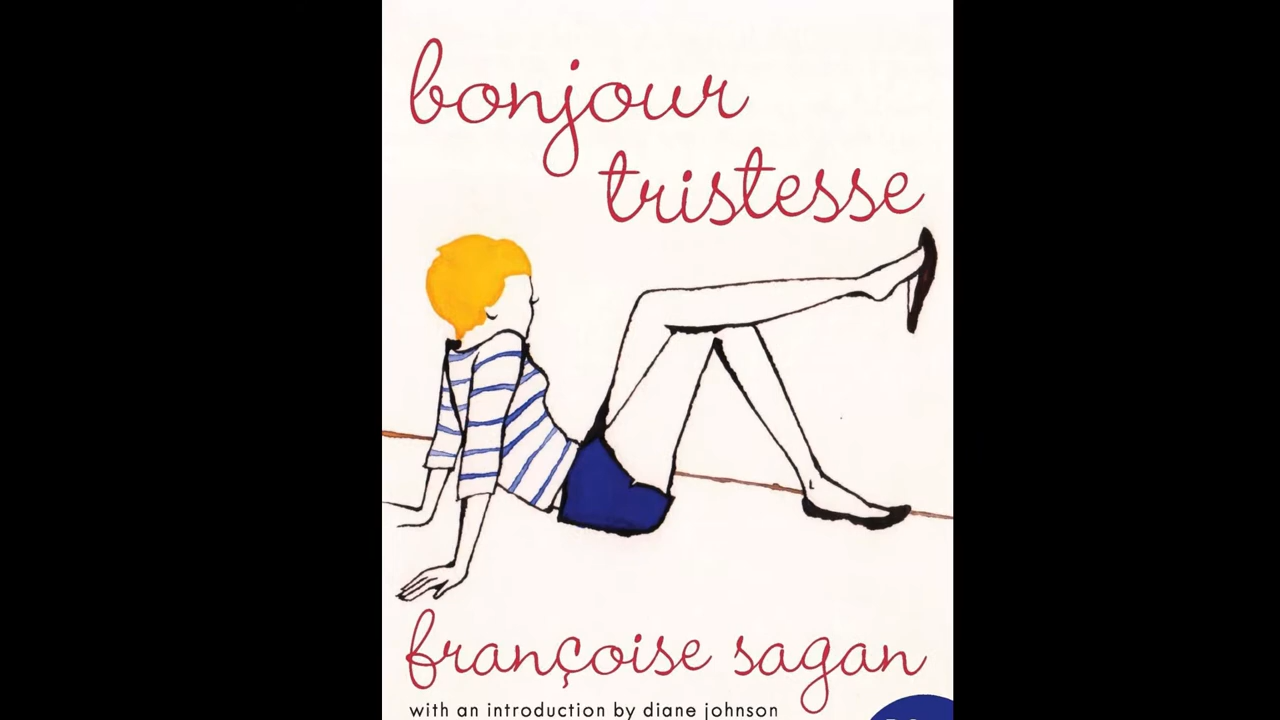 bonjour
tristesse
françoise sagan
with an introduction by diane johnson